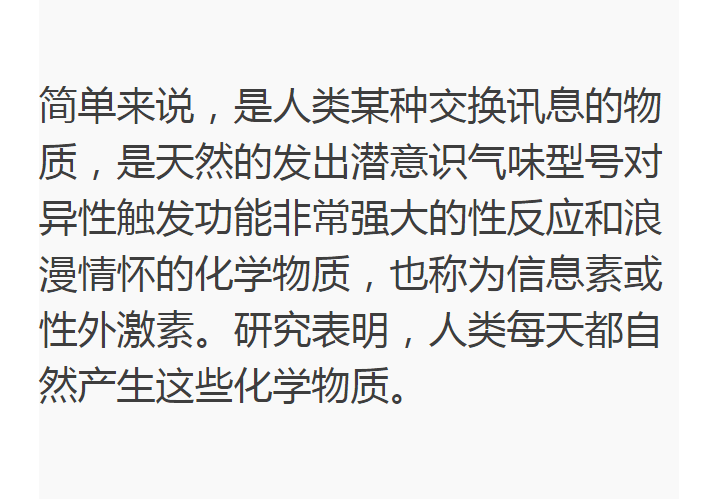 简单来说，是人类某种交换讯息的物
质，是天然的发出潜意识气味型号对
异性触发功能非常强大的性反应和浪
漫情怀的化学物质，也称为信息素或
性外激素。研究表明，人类每天都自
然产生这些化学物质。